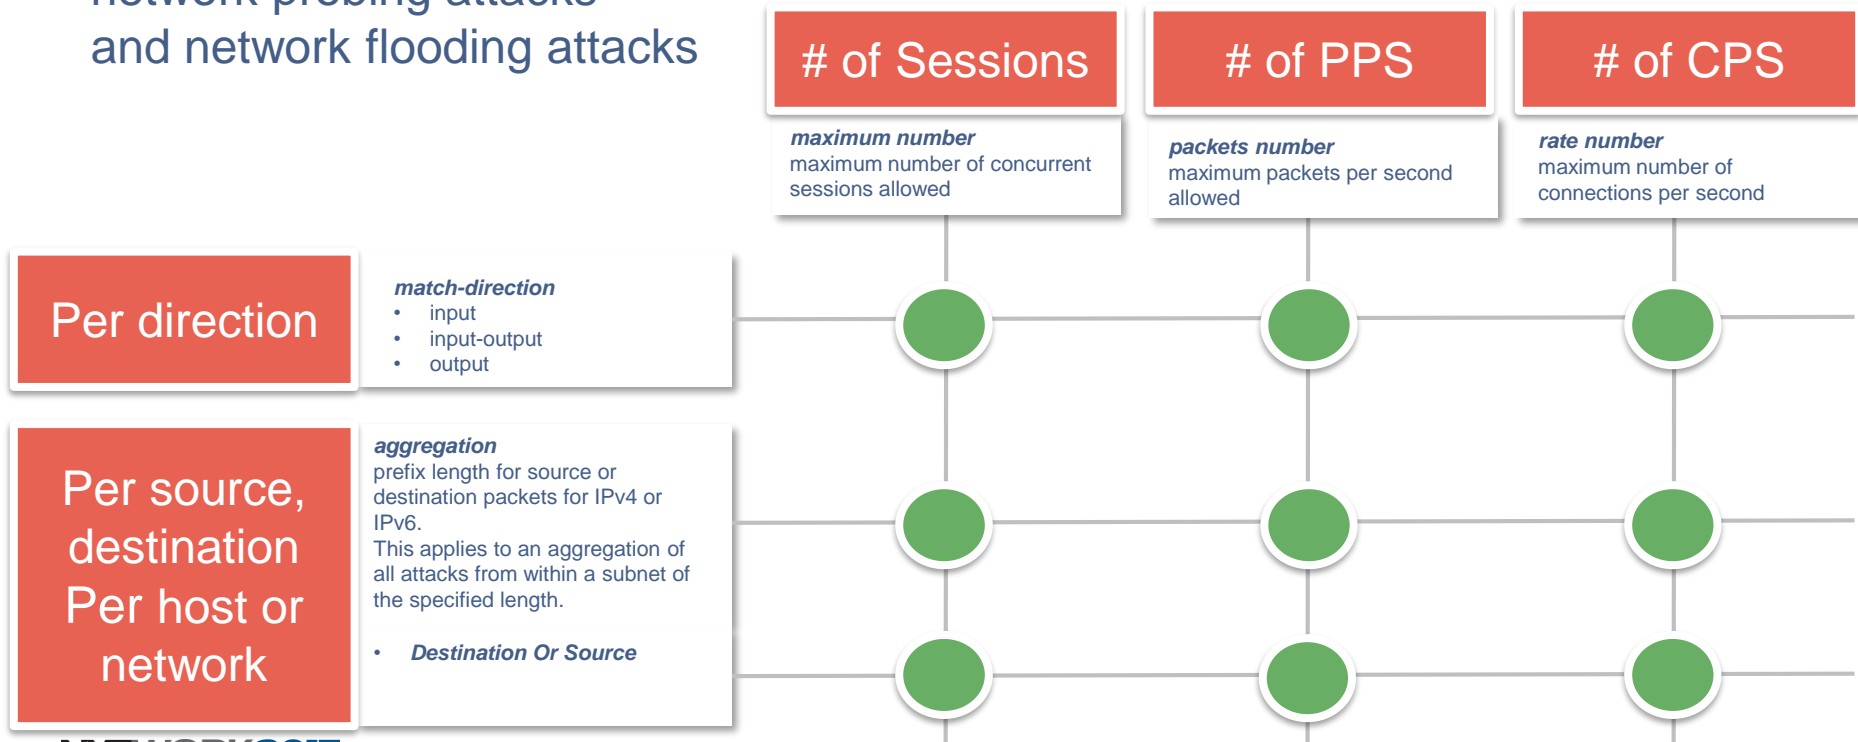 network probing attacks
and network flooding attacks
# of Sessions
# of PPS
# of CPS
maximum number
maximum number of concurrent
sessions allowed
packets number
maximum packets per second
allowed
rate number
maximum number of
connections per second
Per direction
match-direction
• input
• input-output
• output
Per source,
destination
Per host or
network
aggregation
prefix length for source or
destination packets for IPv4 or
IPv6.
This applies to an aggregation of
all attacks from within a subnet of
the specified length.
• Destination Or Source